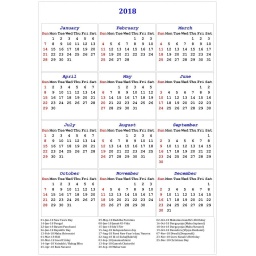 2018
January February March
Sun Mon Tue Wed Thu Fri Sat Sun Mon Tue Wed Thu Fri Sat Sun Mon Tue Wed Thu Fri Sat
1 2 3 4 5 6 1 2 3 1 2 3
7 8 9 10 11 12 13 4 5 6 7 8 9 10 4 5 6 7 8 9 10
14 15 16 17 18 19 20 11 12 13 14 15 16 17 11 12 13 14 15 16 17
21 22 23 24 25 26 27 18 19 20 21 22 23 24 18 19 20 21 22 23 24
28 29 30 31 25 26 27 28 25 26 27 28 29 30 31
April May June
Sun Mon Tue Wed Thu Fri Sat Sun Mon Tue Wed Thu Fri Sat Sun Mon Tue Wed Thu Fri Sat
1 2 3 4 5 6 7 1 2 3 4 5 1 2
8 9 10 11 12 13 14 6 7 8 9 10 11 12 3 4 5 6 7 8 9
15 16 17 18 19 20 21 13 14 15 16 17 18 19 10 11 12 13 14 15 16
22 23 24 25 26 27 28 20 21 22 23 24 25 26 17 18 19 20 21 22 23
29 30 27 28 29 30 31 24 25 26 27 28 29 30
July August September
Sun Mon Tue Wed Thu Fri Sat Sun Mon Tue Wed Thu Fri Sat Sun Mon Tue Wed Thu Fri Sat
1 2 3 4 5 6 7 1 2 3 4 1
8 9 10 11 12 13 14 5 6 7 8 9 10 11 2 3 4 5 6 7 8
15 16 17 18 19 20 21 12 13 14 15 16 17 18 9 10 11 12 13 14 15
22 23 24 25 26 27 28 19 20 21 22 23 24 25 16 17 18 19 20 21 22
29 30 31 26 27 28 29 30 31 23 24 25 26 27 28 29
30
October November December
Sun Mon Tue Wed Thu Fri Sat Sun Mon Tue Wed Thu Fri Sat Sun Mon Tue Wed Thu Fri Sat
1 2 3 4 5 6 1 2 3 1
7 8 9 10 11 12 13 4 5 6 7 8 9 10 2 3 4 5 6 7 8
14 15 16 17 18 19 20 11 12 13 14 15 16 17 9 10 11 12 13 14 15
21 22 23 24 25 26 27 18 19 20 21 22 23 24 16 17 18 19 20 21 22
28 29 30 31 25 26 27 28 29 30 23 24 25 26 27 28 29
30 31